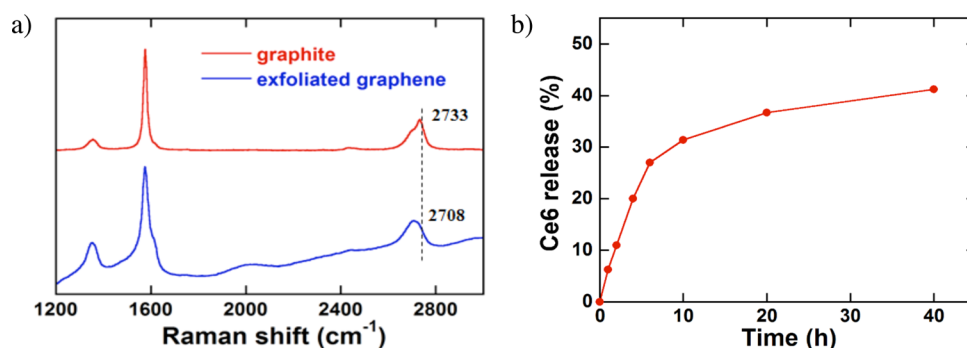 a)
graphite
exfoliated graphene
2733
2708
1200 1600 2000 2400 2800
Raman shift (cm-1)
b)
Ce6 release (%)
50
40
30
20
10
0
0 10 20 30 40
Time (h)